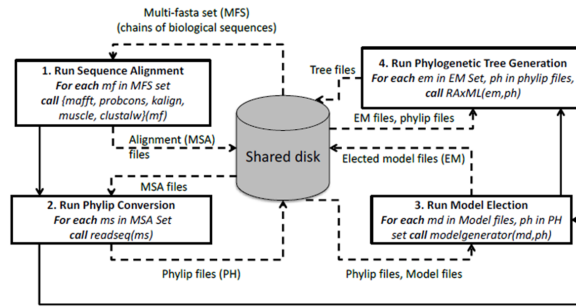 Multi-fasta set (MFS)
(chains of biological sequences)
1. Run Sequence Alignment
For each mf in MFS set
call {mafft, probcons, kalign,
muscle, clustalw}(mf)
4. Run Phylogenetic Tree Generation
For each em in EM Set, ph in phylip files,
call RAxML(em,ph)
Tree files
EM files, phylip files
Alignment (MSA)
files
Shared disk
Elected model files (EM)
MSA files
2. Run Phylip Conversion
For each ms in MSA Set
call readseq(ms)
3. Run Model Election
For each md in Model files, ph in PH
set call modelgenerator(md,ph)
Phylip files (PH)
Phylip files, Model files